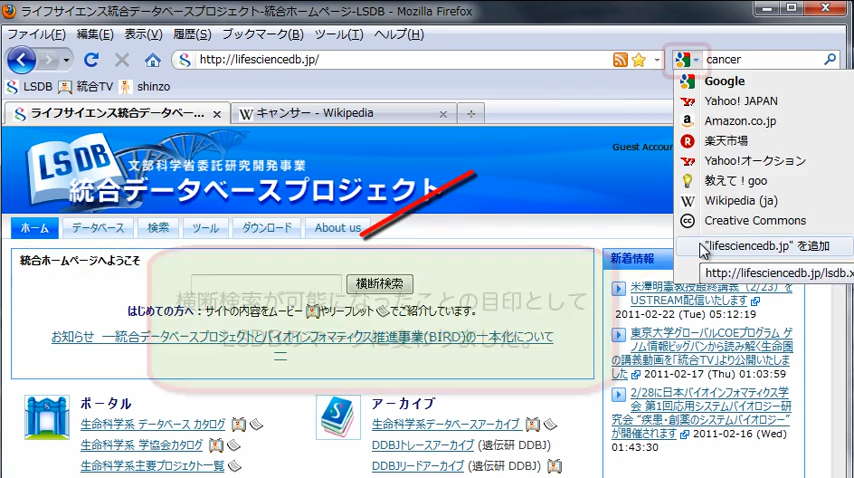 ライフサイエンス統合データベースプロジェクト-統合ホームページ-LSDB - Mozilla Firefox
ファイル(F) 編集(E) 表示(V) 履歴(S) ブックマーク(B) ツール(T) ヘルプ(H)
http://lifesciencedb.jp/
cancer
LSDB 統合TV shinzo
ライフサイエンス統合データベー... キャンサー - Wikipedia
Google
Yahoo! JAPAN
Amazon.co.jp
楽天市場
Yahoo!オークション
教えて！goo
Wikipedia (ja)
Creative Commons
"lifesciencedb.jp" を追加
http://lifesciencedb.jp/lsdb.x
LSDB
文部科学省委託研究開発事業
統合データベースプロジェクト
Guest Accoun
ホーム データベース 検索 ツール ダウンロード About us
統合ホームページへようこそ
横断検索
横断検索が可能になったことの目印として
はじめての方へ：サイトの内容をムービー やリーフレット でご紹介しています。
お知らせ ―統合データベースプロジェクトとバイオインフォマティクス推進事業(BIRD)の一本化について
―
ポータル
生命科学系 データベース カタログ
生命科学系 学協会カタログ
生命科学系主要プロジェクト一覧
アーカイブ
生命科学系データベースアーカイブ
DDBJトレースアーカイブ (遺伝研 DDBJ)
DDBJリードアーカイブ (遺伝研 DDBJ)
新着情報
米澤明憲教授最終講義（2/23）を
USTREAM配信いたします
2011-02-22 (Tue) 05:12:19
東京大学グローバルCOEプログラム ゲ
ノム情報ビッグバンから読み解く生命圏
の講義動画を「統合TV」より公開いたしまし
た 2011-02-17 (Thu) 01:03:59
2/28に日本バイオインフォマティクス学
会 第1回応用システムバイオロジー研
究会 “疾患・創薬のシステムバイオロジー”
が開催されます 2011-02-16 (Wed)
01:43:30